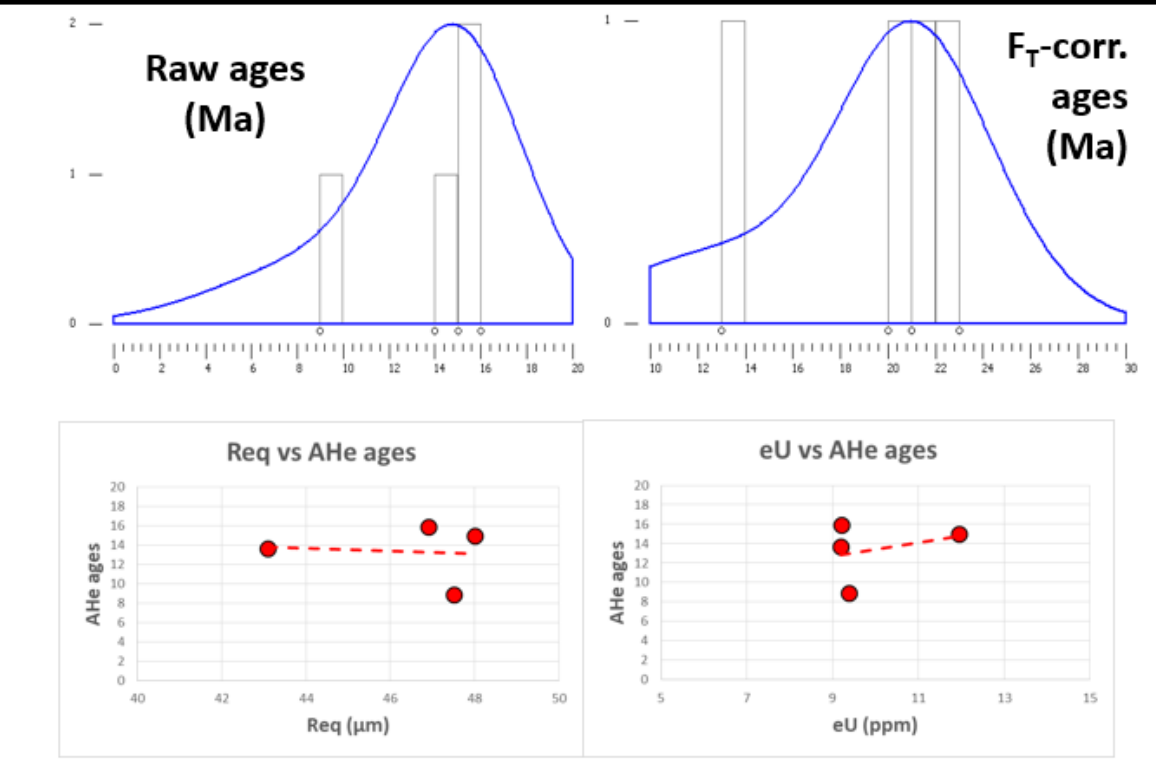 2
Raw ages
(Ma)
1
0
0 2 4 6 8 10 12 14 16 18 20
1
F_T-corr.
ages
(Ma)
0
10 12 14 16 18 20 22 24 26 28 30
Req vs AHe ages
20
18
16
14
12
10
8
6
4
2
0
AHe ages
40 42 44 46 48 50
Req (μm)
eU vs AHe ages
20
18
16
14
12
10
8
6
4
2
0
AHe ages
5 7 9 11 13 15
eU (ppm)